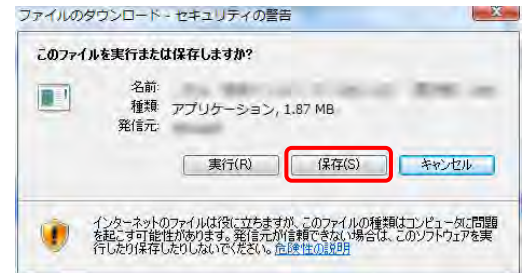 ファイルのダウンロード - セキュリティの警告
このファイルを実行または保存しますか?
名前:
種類: アプリケーション, 1.87 MB
発信元:
実行(R) 保存(S) キャンセル
インターネットのファイルは役に立ちますが、このファイルの種類はコンピュータに問題
を起こす可能性があります。発信元が信頼できない場合は、このソフトウェアを実
行したり保存したりしないでください。危険性の説明